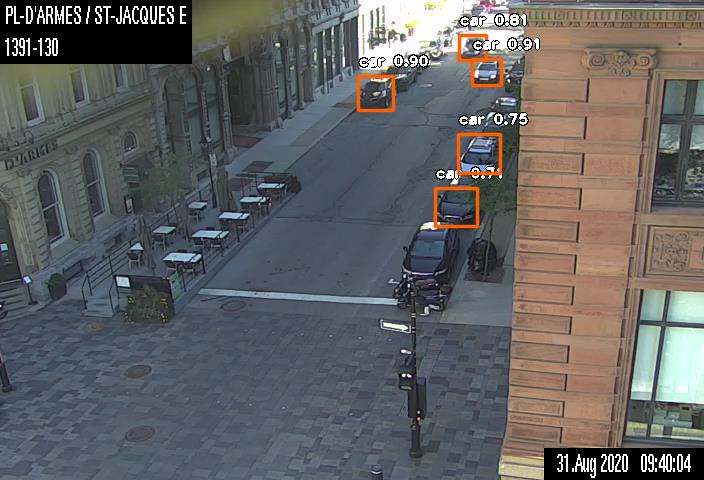 PL-D'ARMES / ST-JACQUES E
1391-130
car 0.81
car 0.91
car 0.90
car 0.75
car 0.71
D'ARMES
31.Aug 2020 09:40:04